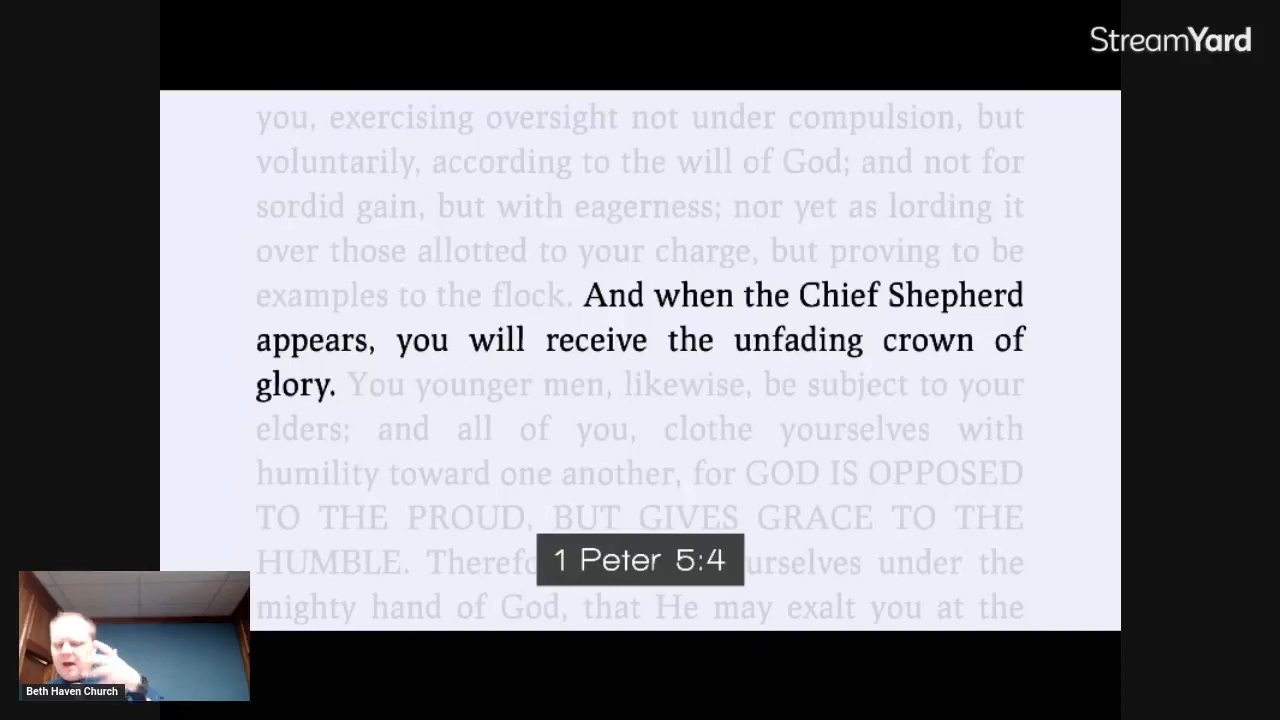 StreamYard
you, exercising oversight not under compulsion, but
voluntarily, according to the will of God; and not for
sordid gain, but with eagerness; nor yet as lording it
over those allotted to your charge, but proving to be
examples to the flock. And when the Chief Shepherd
appears, you will receive the unfading crown of
glory. You younger men, likewise, be subject to your
elders; and all of you, clothe yourselves with
humility toward one another, for GOD IS OPPOSED
TO THE PROUD, BUT GIVES GRACE TO THE
HUMBLE. under the
1 Peter 5:4
mighty hand of God, that He may exalt you at the
Beth Haven Church